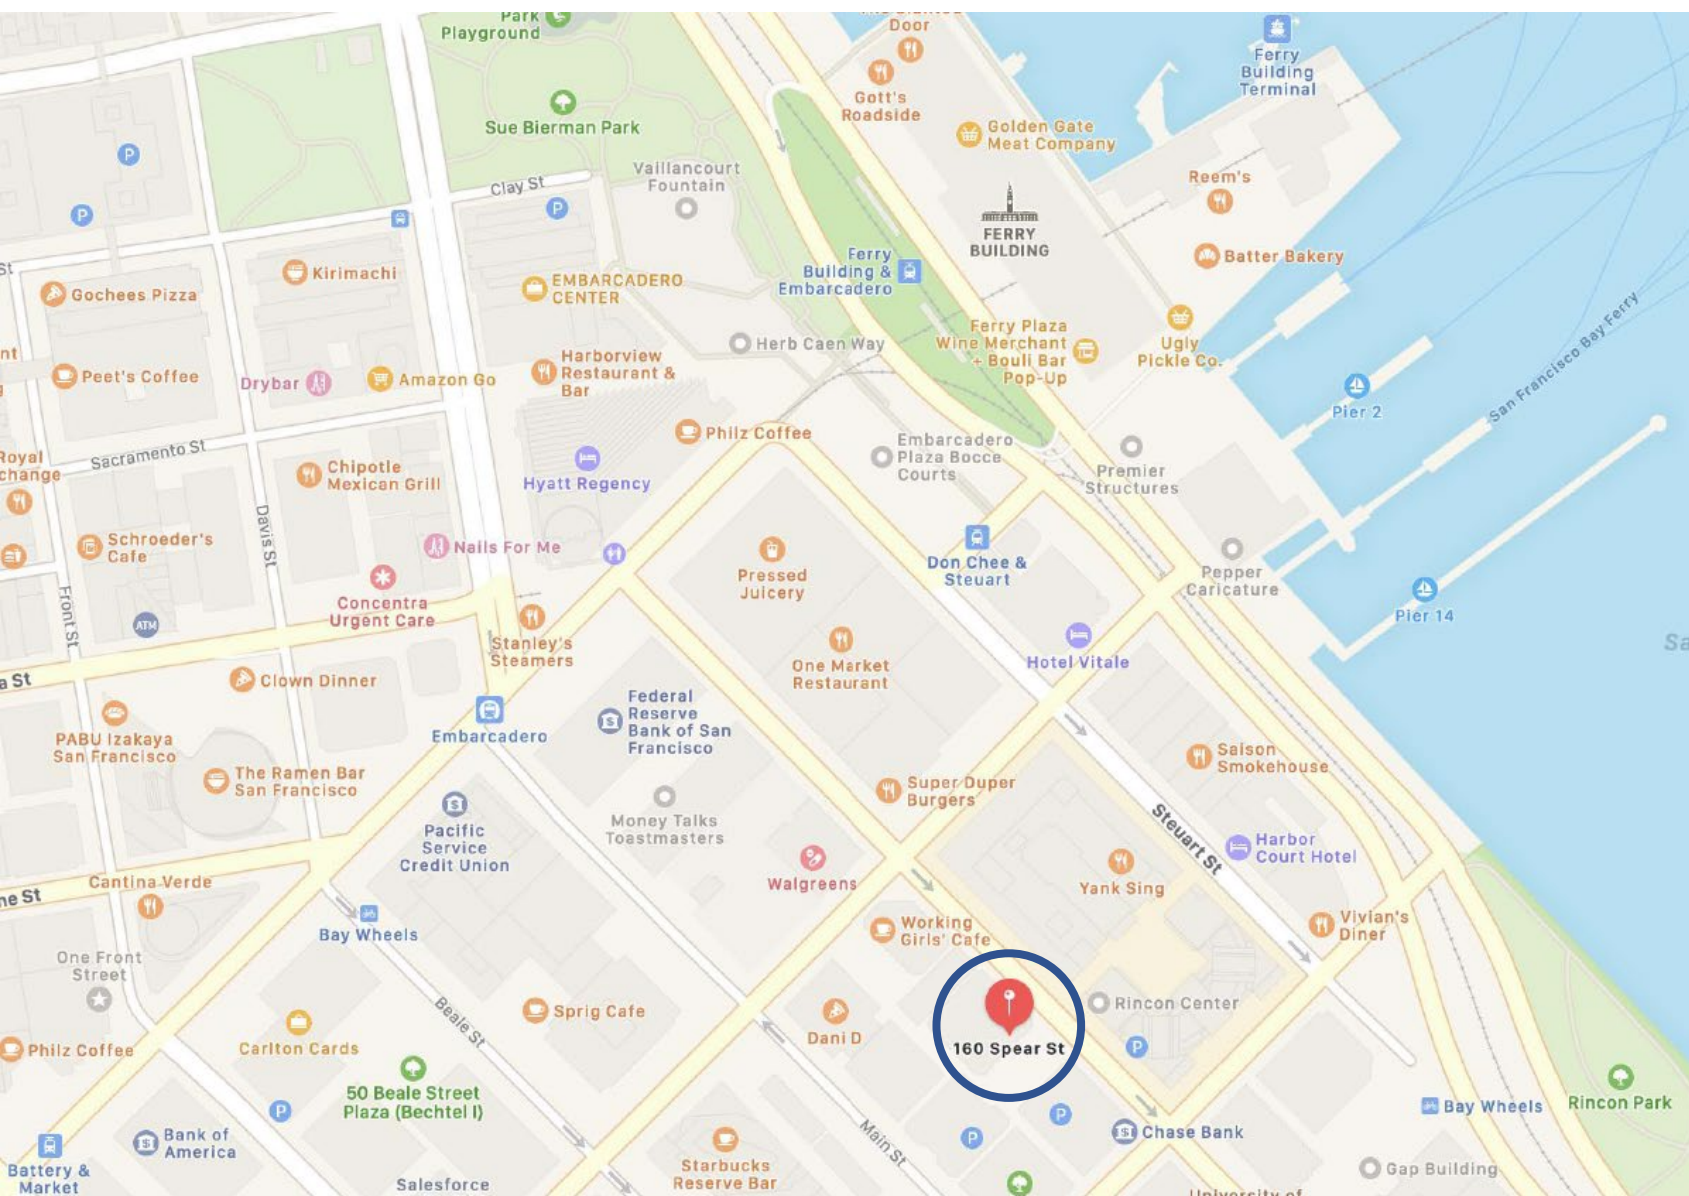 Park
Playground
Door
Ferry
Building
Terminal
Gott's
Roadside
Sue Bierman Park
Golden Gate
Meat Company
Vaillancourt
Fountain
Clay St
Reem's
FERRY
BUILDING
Ferry
Building &
Embarcadero
Batter Bakery
Kirimachi
EMBARCADERO
CENTER
Gochees Pizza
Ferry Plaza
Wine Merchant
+ Bouli Bar
Pop-Up
Ugly
Pickle Co.
San Francisco Bay Ferry
Herb Caen Way
Harborview
Restaurant &
Bar
Peet's Coffee
Drybar
Amazon Go
Pier 2
Philz Coffee
Embarcadero
Plaza Bocce
Courts
Sacramento St
Royal
change
Chipotle
Mexican Grill
Hyatt Regency
Premier
Structures
Davis St
Schroeder's
Cafe
Nails For Me
Pressed
Juicery
Don Chee &
Steuart
Pepper
Caricature
Front St
Concentra
Urgent Care
ATM
Pier 14
Stanley's
Steamers
One Market
Restaurant
Hotel Vitale
a St
Clown Dinner
Federal
Reserve
Bank of San
Francisco
Embarcadero
PABU Izakaya
San Francisco
The Ramen Bar
San Francisco
Saison
Smokehouse
Super Duper
Burgers
Money Talks
Toastmasters
Pacific
Service
Credit Union
Steuart St
Harbor
Court Hotel
Walgreens
Yank Sing
Cantina Verde
ne St
Bay Wheels
Working
Girls' Cafe
Vivian's
Diner
One Front
Street
Rincon Center
Sprig Cafe
Beale St
Dani D
160 Spear St
Philz Coffee
Carlton Cards
50 Beale Street
Plaza (Bechtel I)
Bay Wheels
Rincon Park
Bank of
America
Main St
Chase Bank
Battery &
Market
Starbucks
Reserve Bar
Gap Building
Salesforce
University of